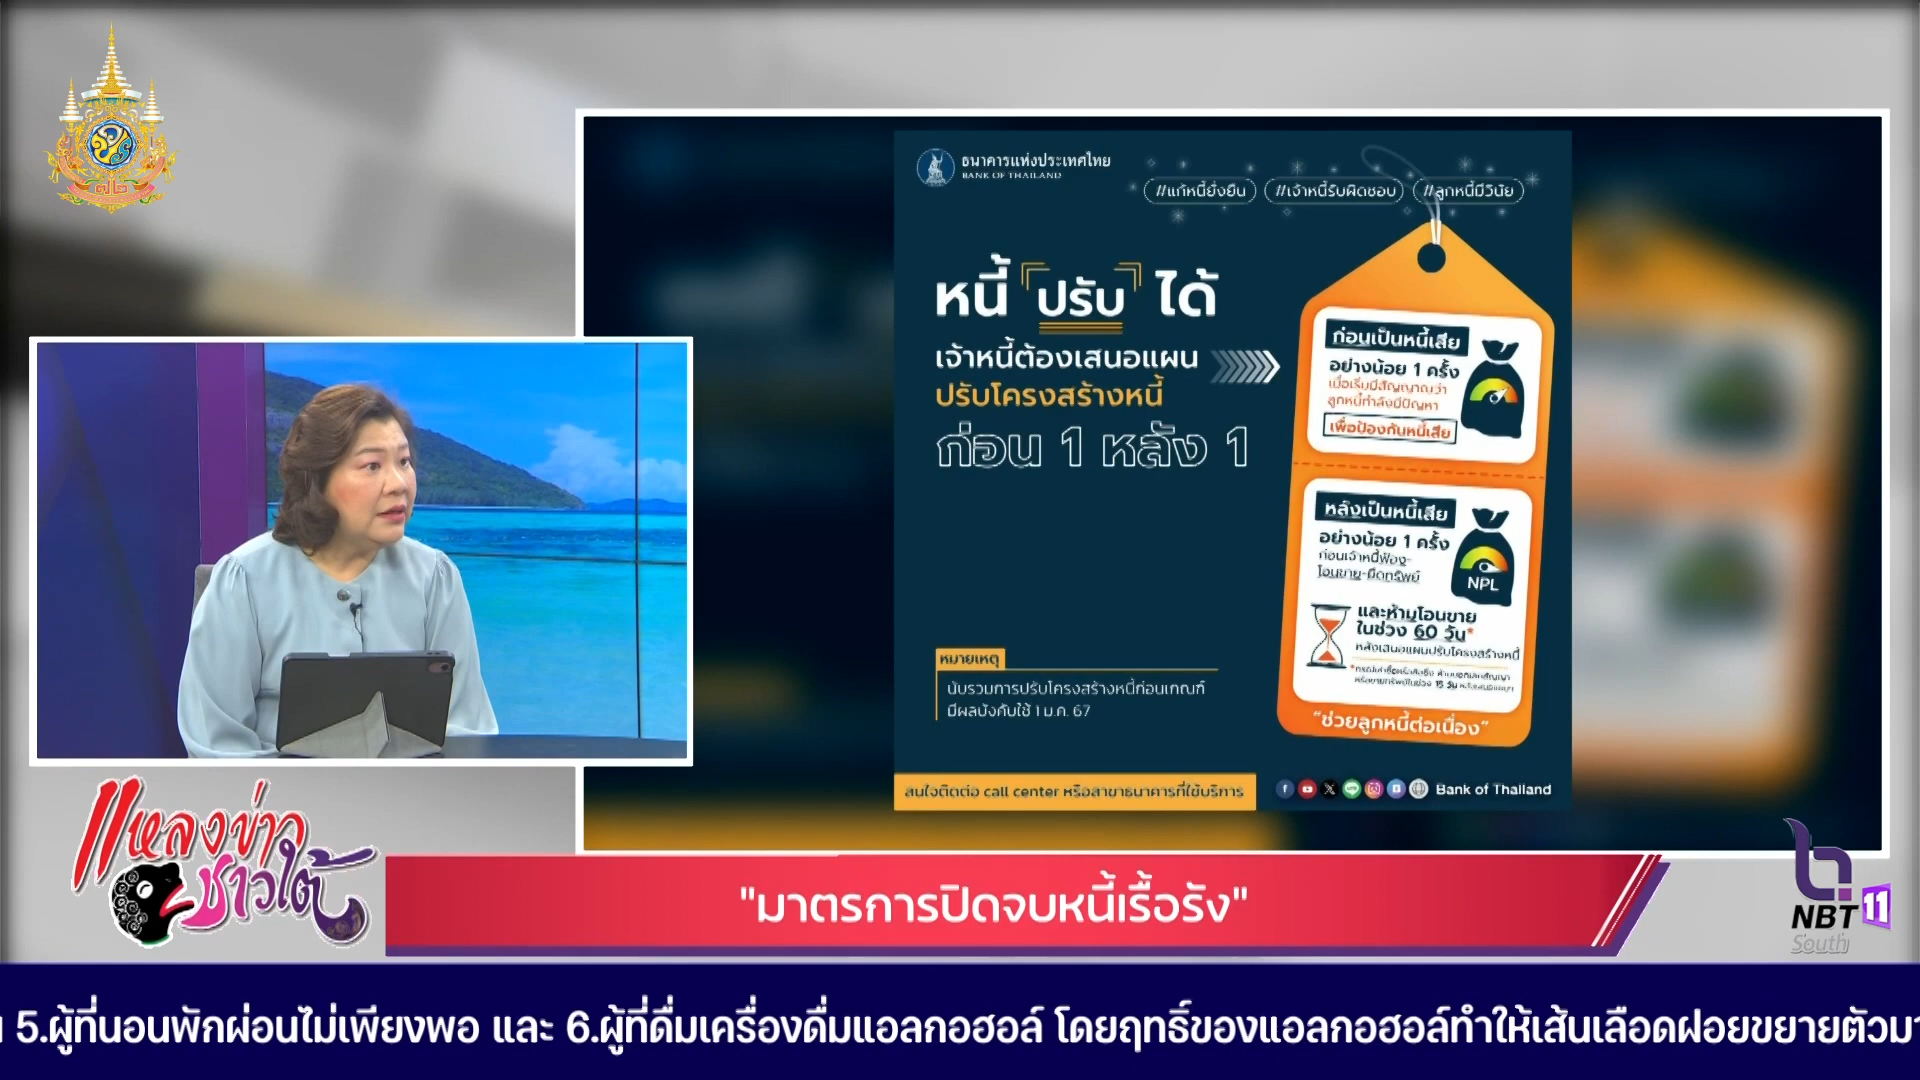 ๗๒
ธนาคารแห่งประเทศไทย
BANK OF THAILAND
//แก้หนี้ยั่งยืน
//เจ้าหนี้รับผิดชอบ
//ลูกหนี้มีวินัย
หนี้ "ปรับ" ได้
เจ้าหนี้ต้องเสนอแผน
ปรับโครงสร้างหนี้
ก่อน 1 หลัง 1
ก่อนเป็นหนี้เสีย
อย่างน้อย 1 ครั้ง
เมื่อเริ่มมีสัญญาณว่า
ลูกหนี้กำลังมีปัญหา
เพื่อป้องกันหนี้เสีย
หลังเป็นหนี้เสีย
อย่างน้อย 1 ครั้ง
ก่อนเจ้าหนี้ฟ้อง-
โอนขาย-ยึดทรัพย์
NPL
และห้ามโอนขาย
ในช่วง 60 วัน*
หลังเสนอแผนปรับโครงสร้างหนี้
"ช่วยลูกหนี้ต่อเนื่อง"
หมายเหตุ
นับรวมการปรับโครงสร้างหนี้ก่อนเกณฑ์
มีผลบังคับใช้ 1 ม.ค. 67
สนใจติดต่อ call center หรือสาขาธนาคารที่ใช้บริการ
Bank of Thailand
แหลงข่าว
ชาวใต้
"มาตรการปิดจบหนี้เรื้อรัง"
NBT 11
South
5.ผู้ที่นอนพักผ่อนไม่เพียงพอ และ 6.ผู้ที่ดื่มเครื่องดื่มแอลกอฮอล์ โดยฤทธิ์ของแอลกอฮอล์ทำให้เส้นเลือดฝอยขยายตัวมา